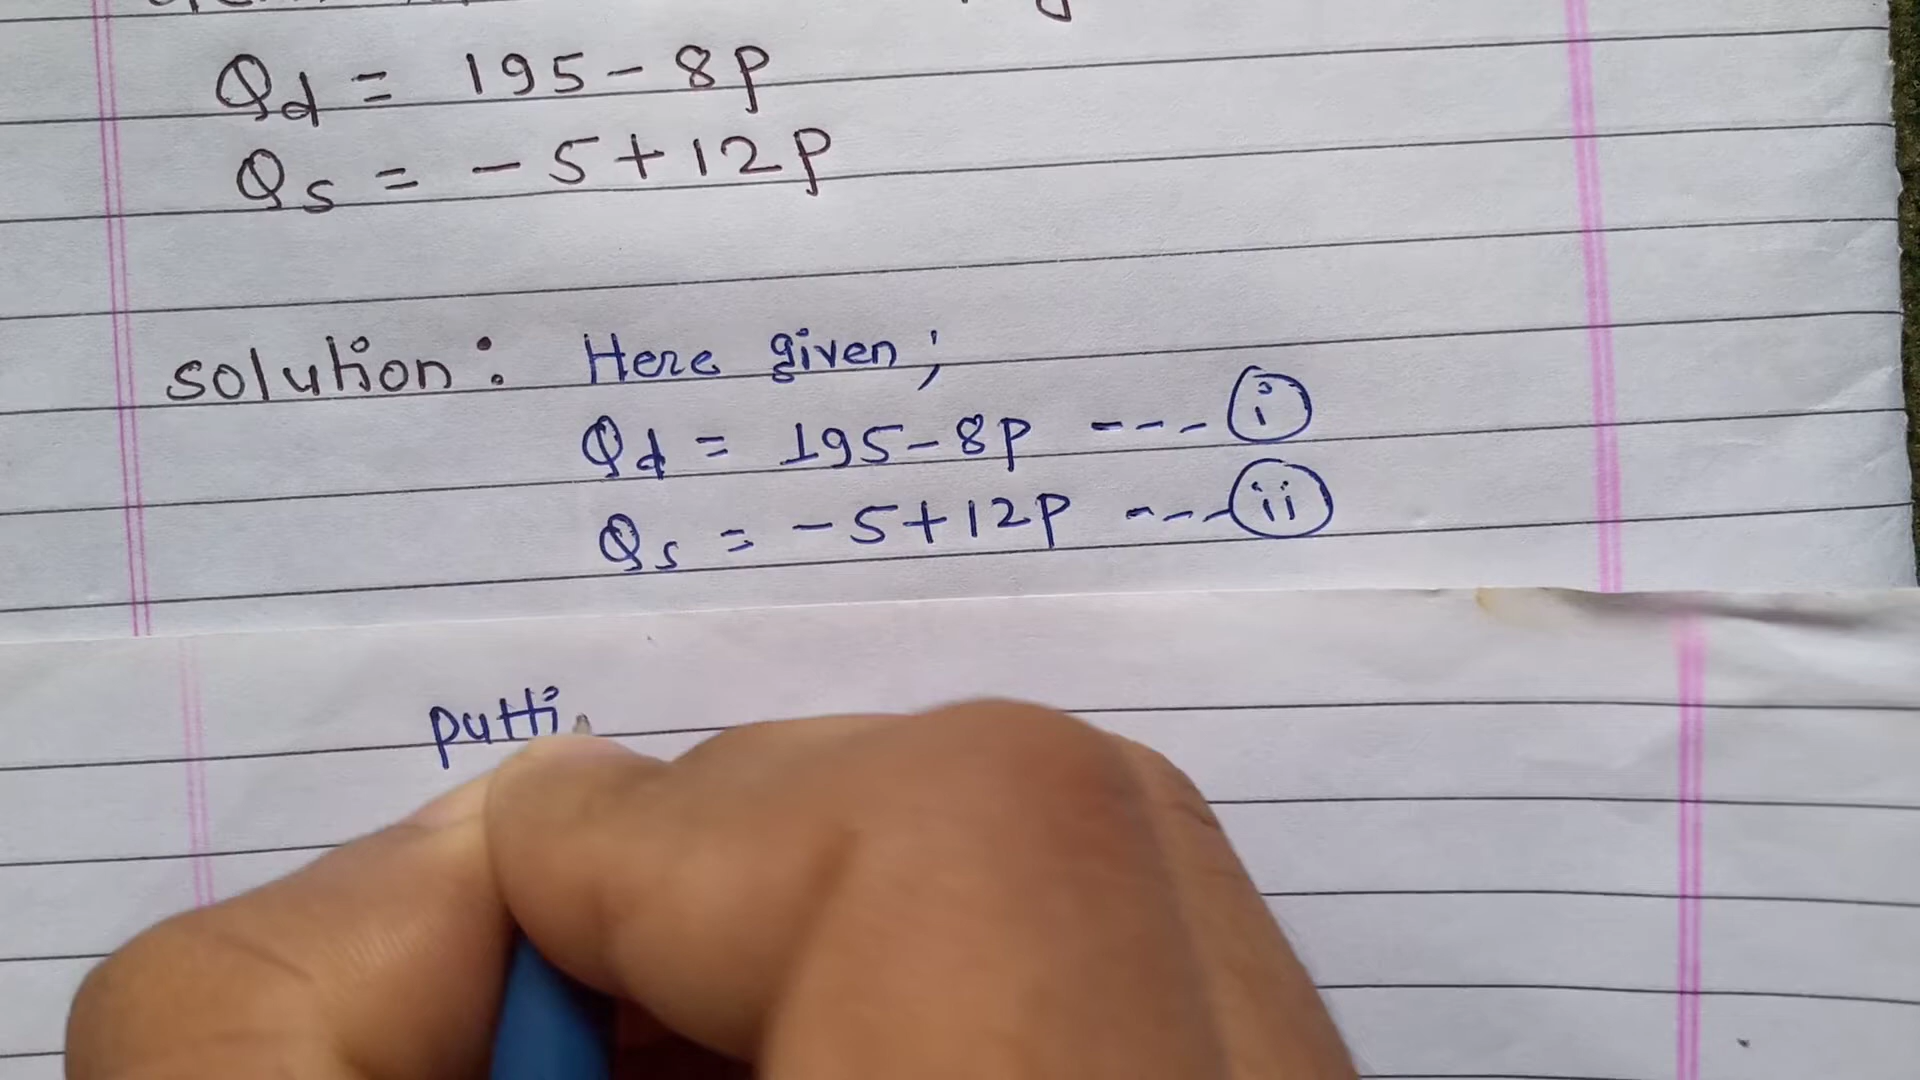 Qd = 195-8p
Qs = -5+12p
solution: Here given;
Qd = 195-8p ---- (i)
Qs = -5+12p ---(ii)
putti